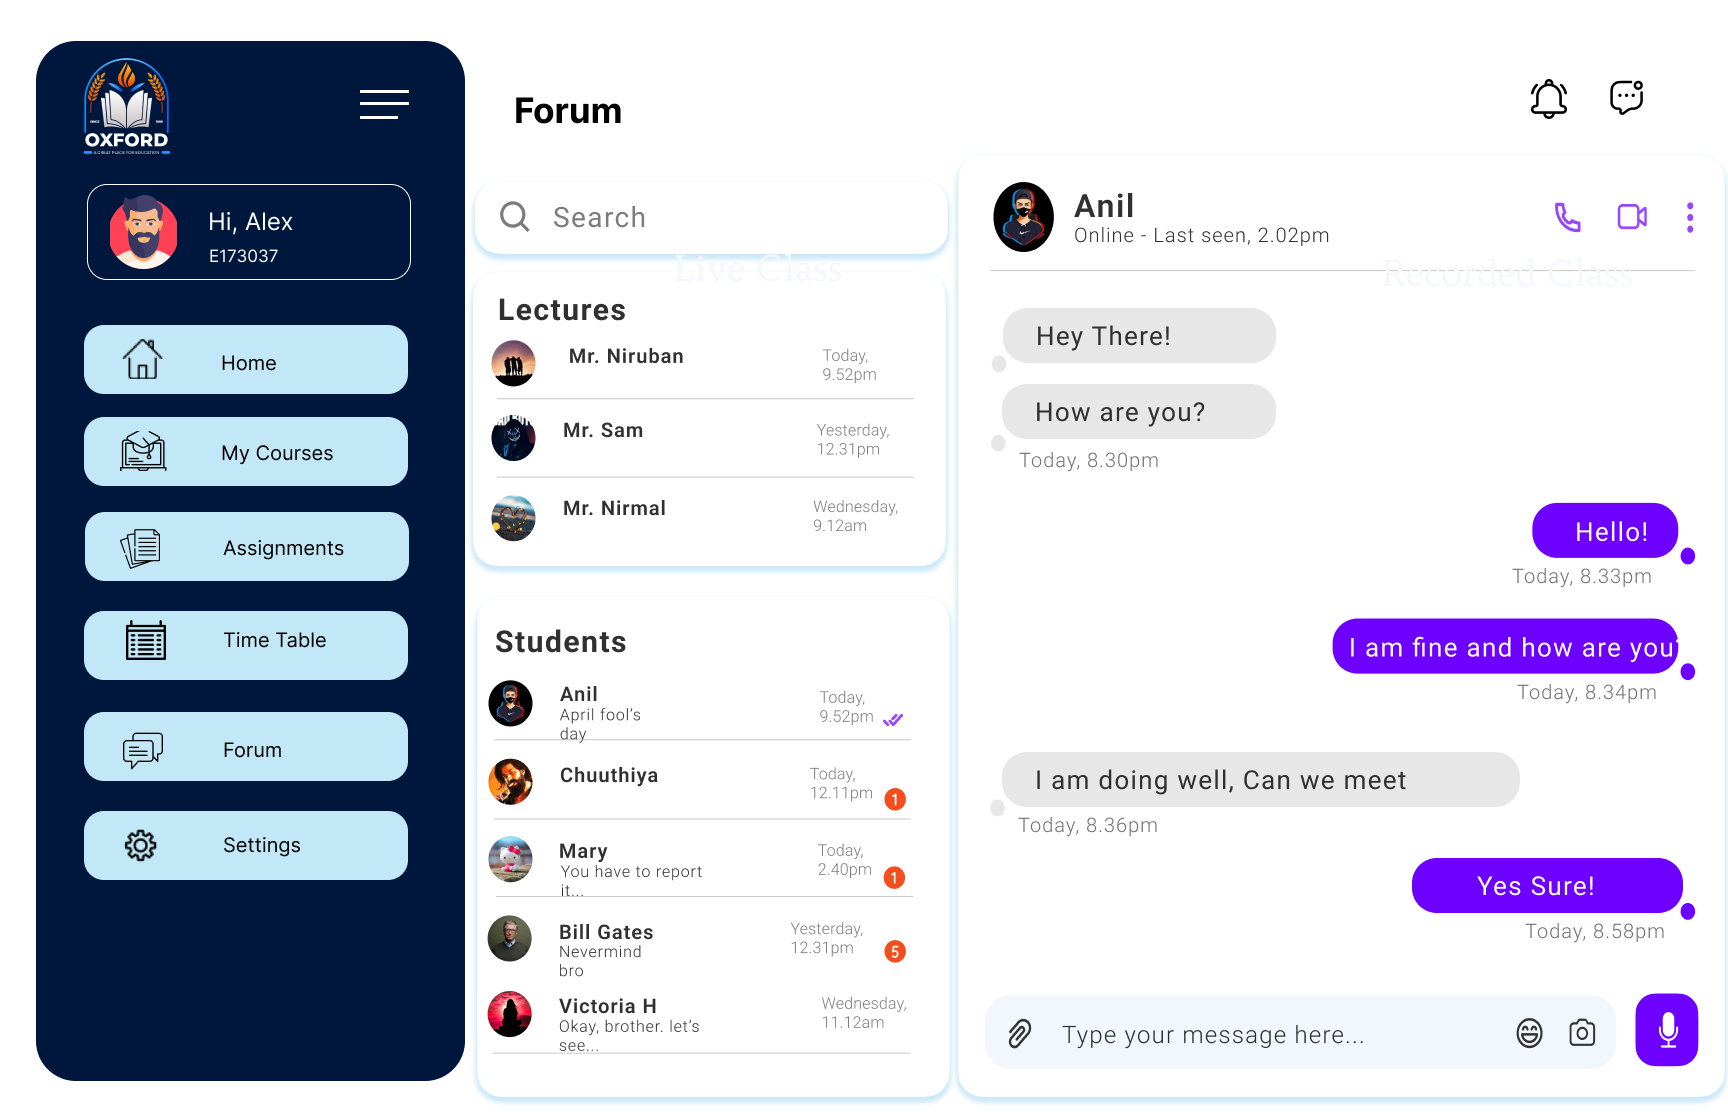 SINCE
OXFORD
A GREAT PLACE FOR EDUCATION
Hi, Alex
E173037
Home
My Courses
Assignments
Time Table
Forum
Settings
Forum
Search
Live Class
Lectures
Mr. Niruban
Today,
9.52pm
Mr. Sam
Yesterday,
12.31pm
Mr. Nirmal
Wednesday,
9.12am
Students
Anil
April fool's
day
Today,
9.52pm
Chuuthiya
Today,
12.11pm
1
Mary
You have to report
it...
Today,
2.40pm
1
Bill Gates
Nevermind
bro
Yesterday,
12.31pm
5
Victoria H
Okay, brother. let's
see...
Wednesday,
11.12am
Anil
Online - Last seen, 2.02pm
Recorded Class
Hey There!
How are you?
Today, 8.30pm
Hello!
Today, 8.33pm
I am fine and how are you?
Today, 8.34pm
I am doing well, Can we meet
Today, 8.36pm
Yes Sure!
Today, 8.58pm
Type your message here...